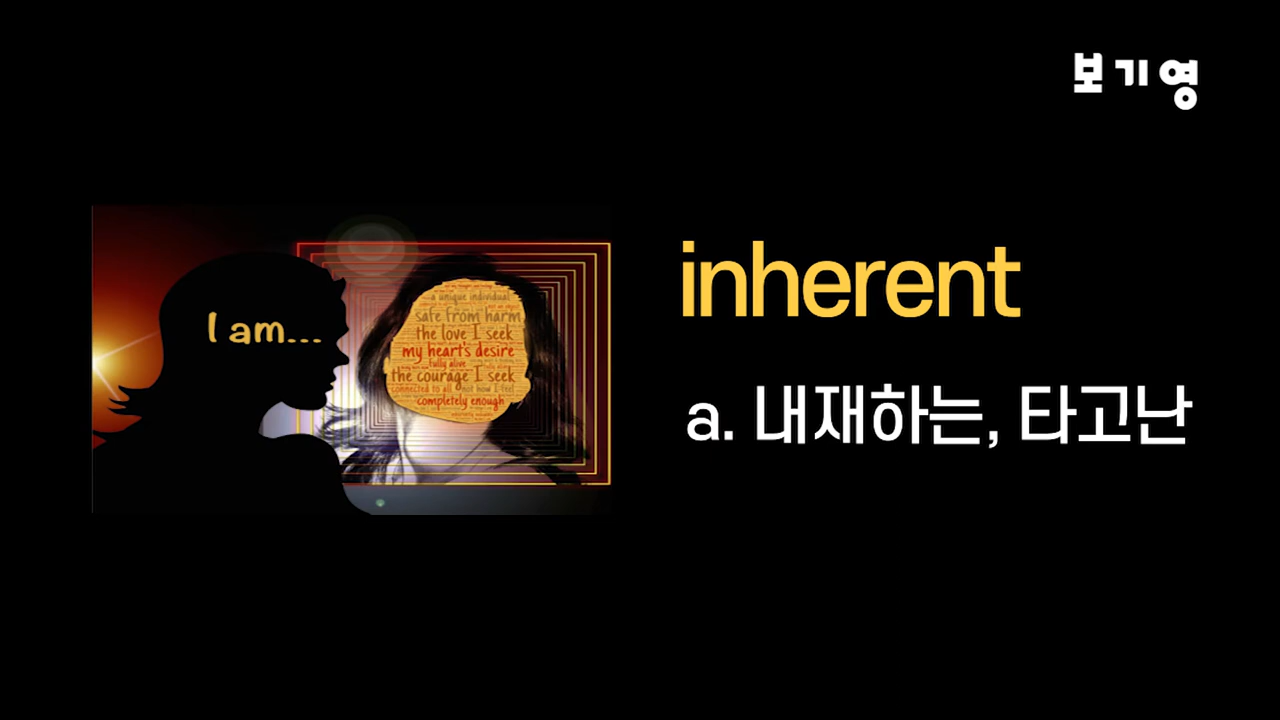 보기영
inherent
a. 내재하는, 타고난
I am...
a unique individual
safe from harm
the love I seek
my heart's desire
fully alive
the courage I seek
connected to all not how I feel
completely enough